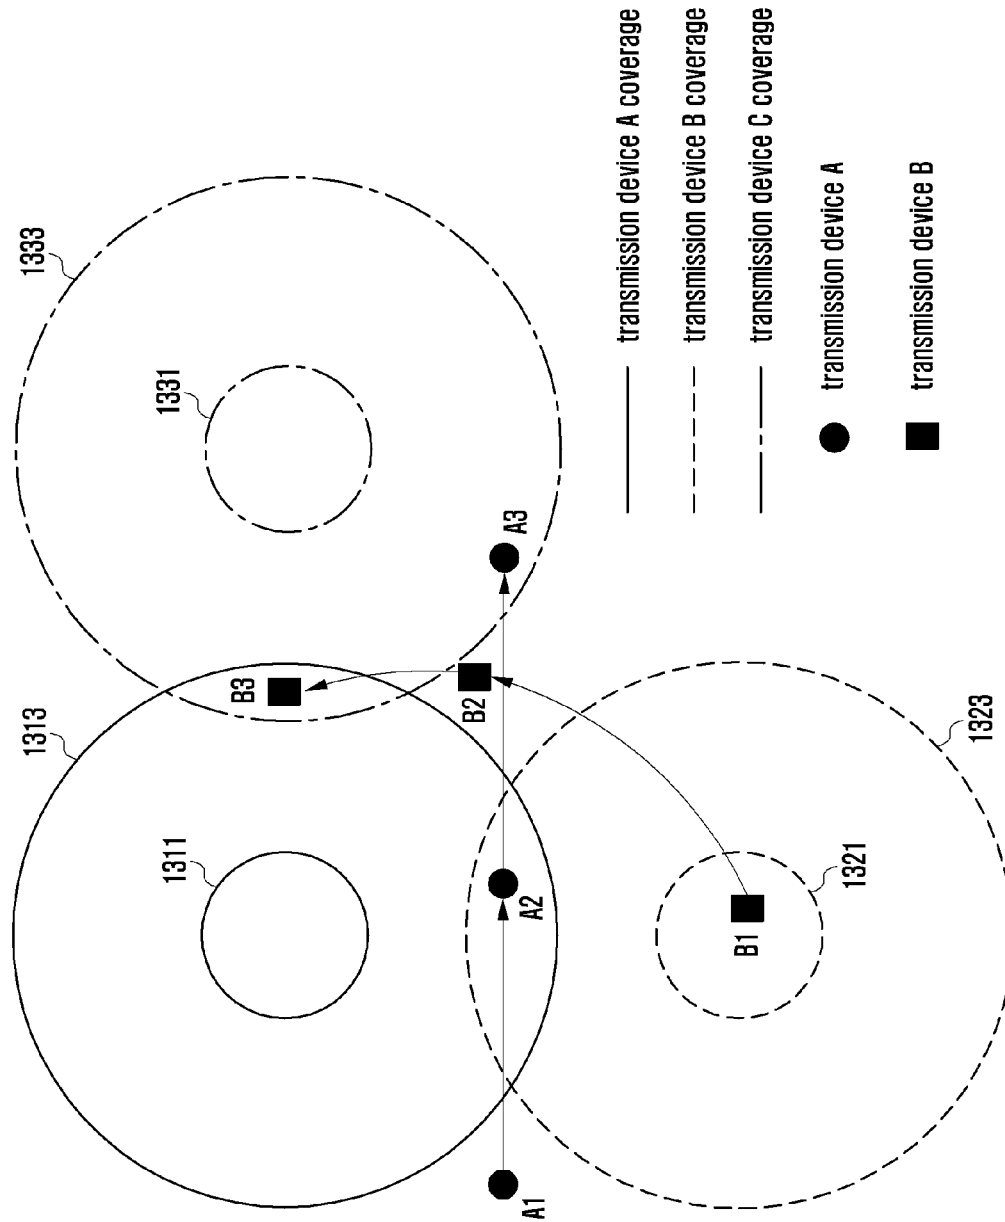 1313
1333
1311
1331
B3
B2
A1
A2
A3
B1
1321
1323
transmission device A coverage
transmission device B coverage
transmission device C coverage
transmission device A
transmission device B